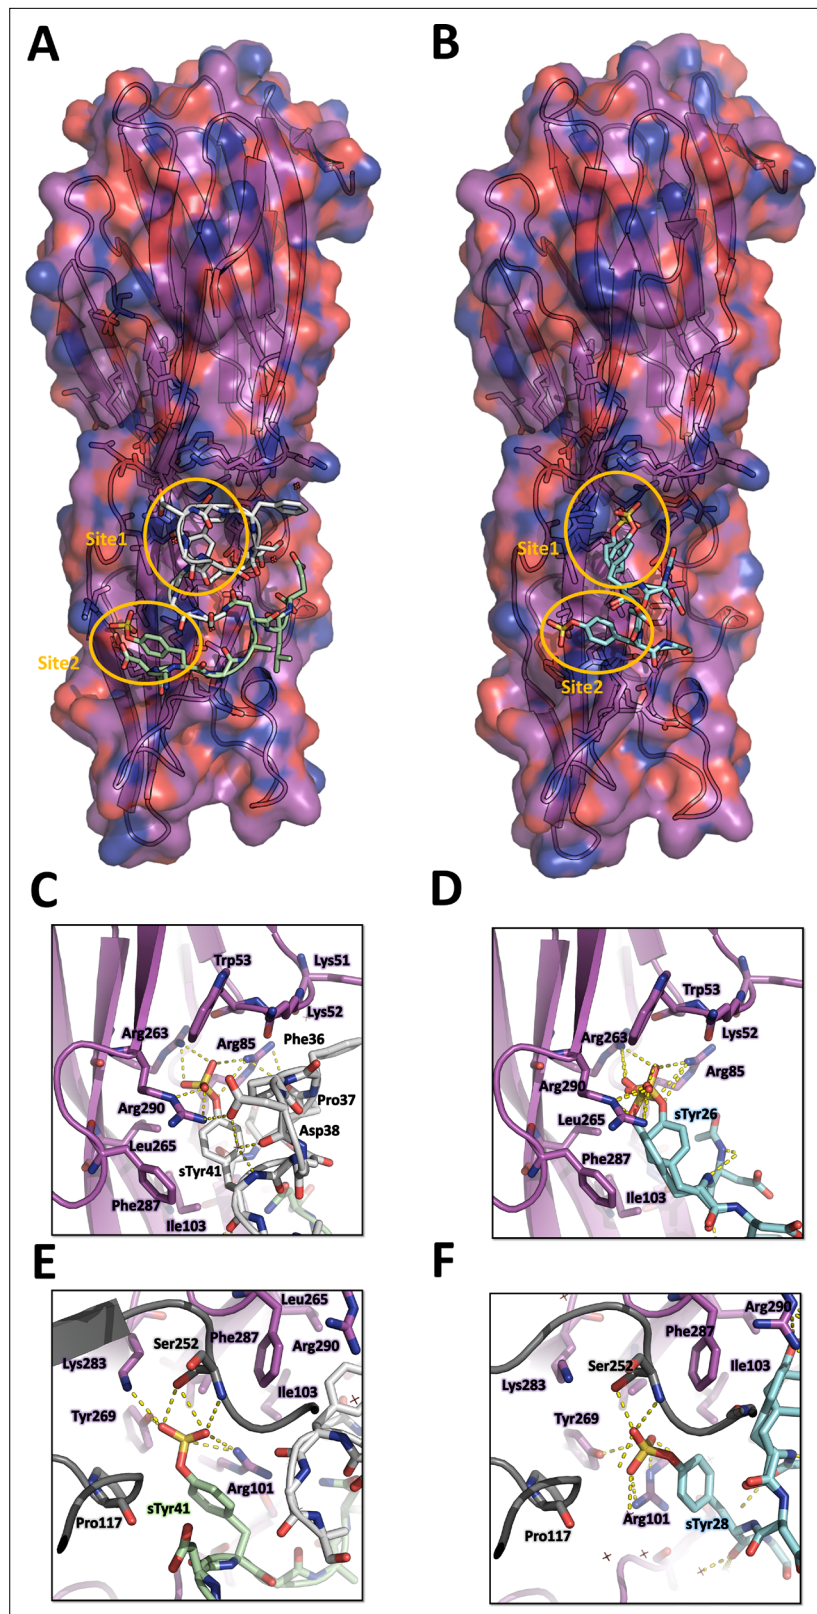 A
B
Site1
Site2
Site1
Site2
C
D
Trp53
Lys51
Lys52
Arg263
Arg85
Phe36
Pro37
Arg290
Asp38
Leu265
sTyr41
Phe287
Ile103
Trp53
Lys52
Arg263
Arg85
Arg290
Leu265
sTyr26
Phe287
Ile103
E
F
Leu265
Ser252
Phe287
Arg290
Lys283
Ile103
Tyr269
Arg101
Pro117
sTyr41
Arg290
Phe287
Ser252
Ile103
Lys283
Tyr269
Arg101
Pro117
sTyr28